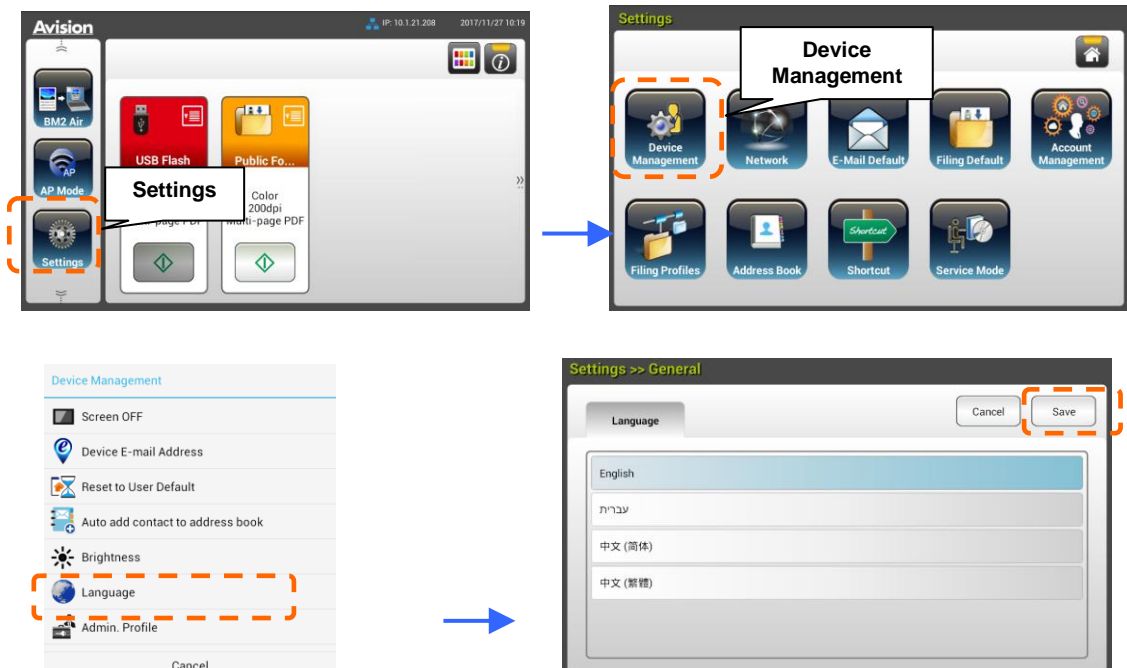 Avision
IP: 10.1.21.208
2017/11/27 10:19
BM2 Air
AP
AP Mode
Settings
USB Flash
Public Fo...
Settings
Color
200dpi
Multi-page PDF
Settings
Device
Management
Device
Management
Network
E-Mail Default
Filing Default
Account
Management
Filing Profiles
Address Book
Shortcut
Shortcut
Service Mode
Device Management
Screen OFF
Device E-mail Address
Reset to User Default
Auto add contact to address book
Brightness
Language
Admin. Profile
Cancel
Settings >> General
Language
Cancel
Save
English
עברית
中文 (简体)
中文 (繁體)